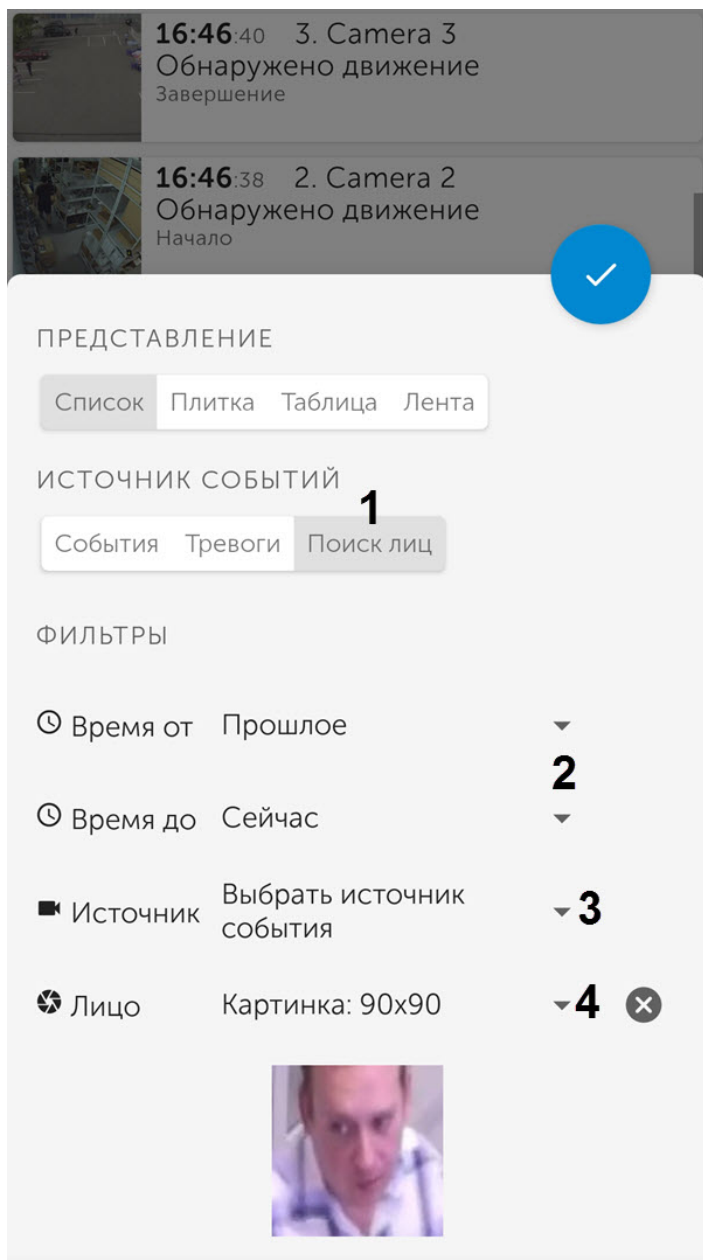 16:46:40 3. Camera 3
Обнаружено движение
Завершение
16:46:38 2. Camera 2
Обнаружено движение
Начало
ПРЕДСТАВЛЕНИЕ
Список Плитка Таблица Лента
ИСТОЧНИК СОБЫТИЙ
1
События Тревоги Поиск лиц
ФИЛЬТРЫ
Время от Прошлое
2
Время до Сейчас
Источник Выбрать источник
события
3
Лицо Картинка: 90x90
4